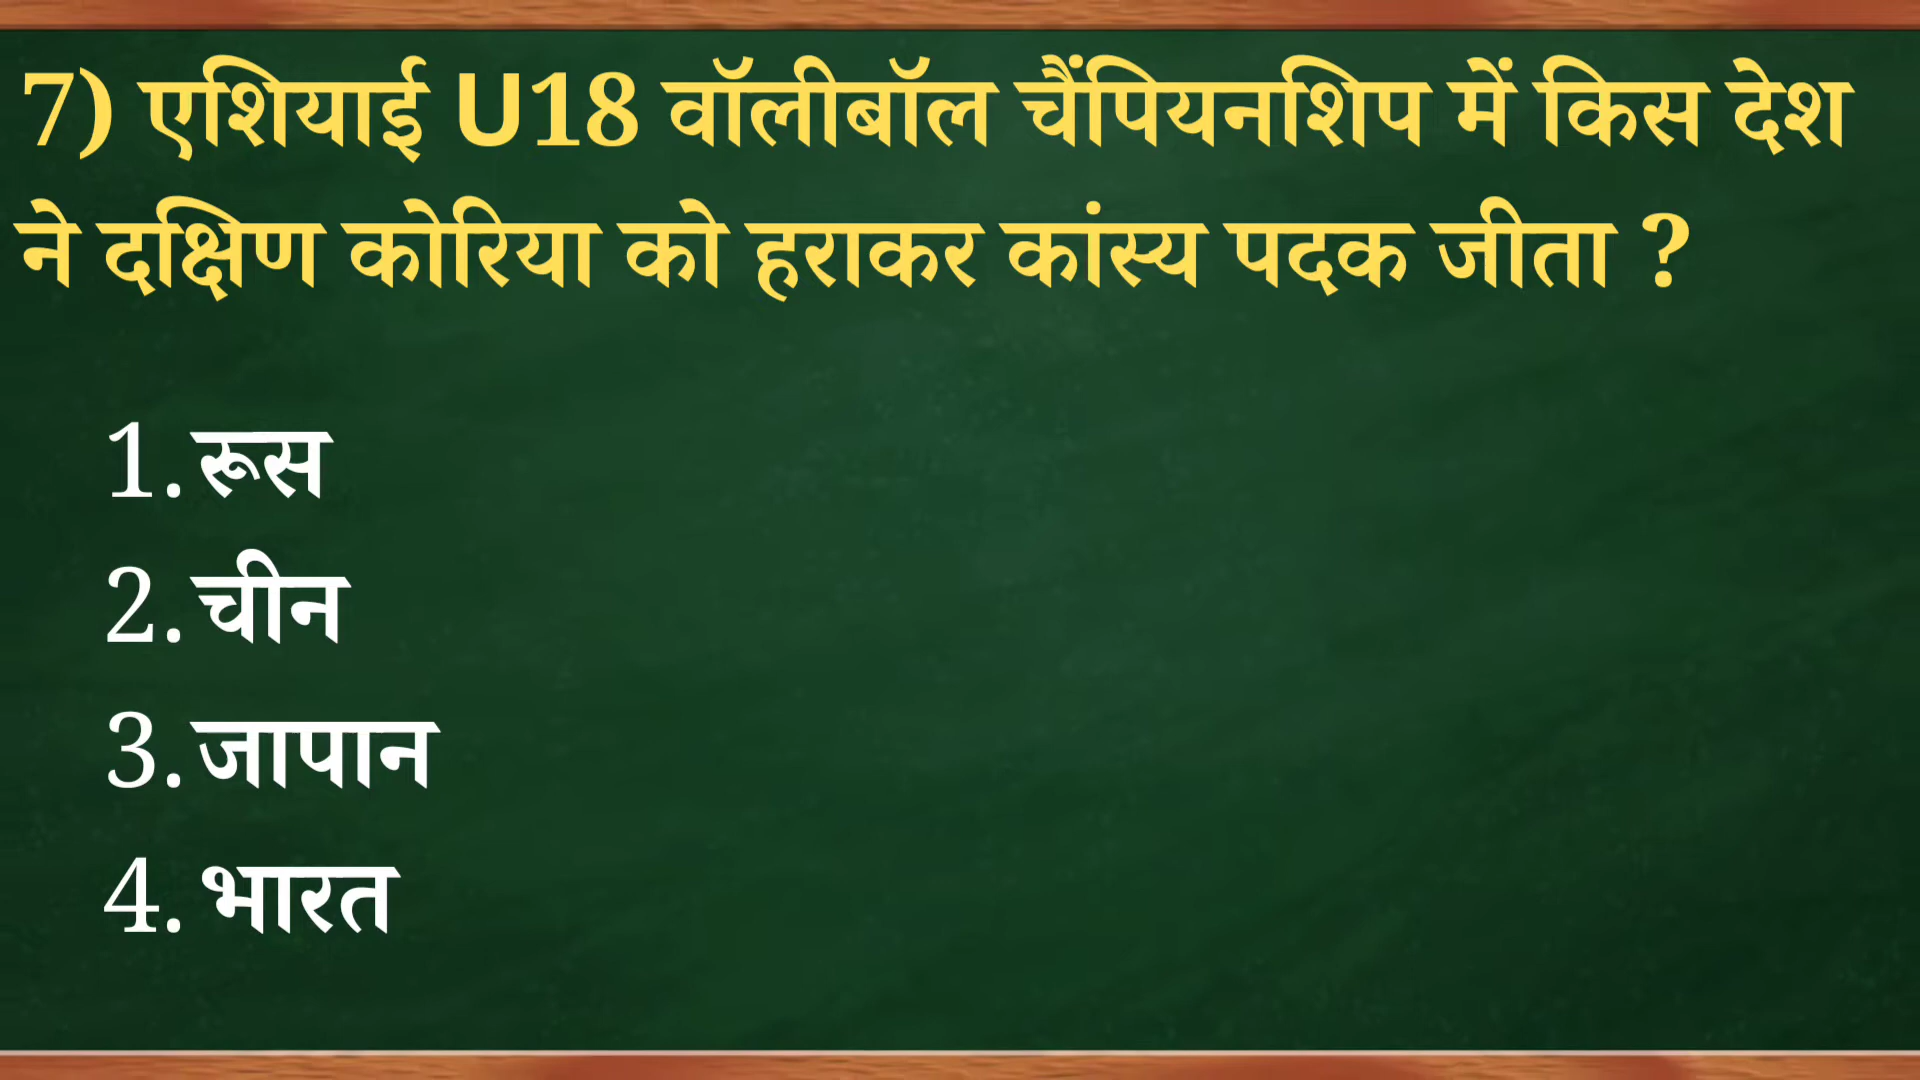 7) एशियाई U18 वॉलीबॉल चैंपियनशिप में किस देश
ने दक्षिण कोरिया को हराकर कांस्य पदक जीता ?
1. रूस
2. चीन
3. जापान
4. भारत